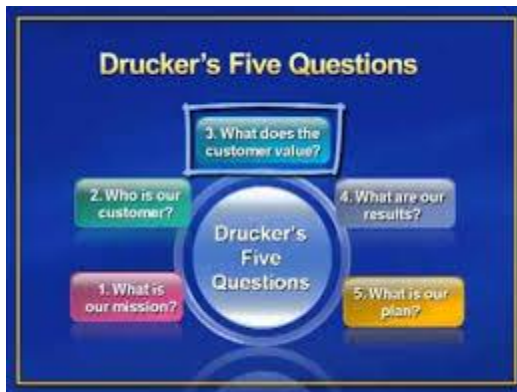 Drucker's Five Questions
3. What does the
customer value?
2. Who is our
customer?
4. What are our
results?
Drucker's
Five
Questions
1. What is
our mission?
5. What is our
plan?